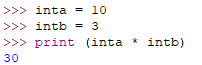 >>> inta = 10
>>> intb = 3
>>> print (inta * intb)
30